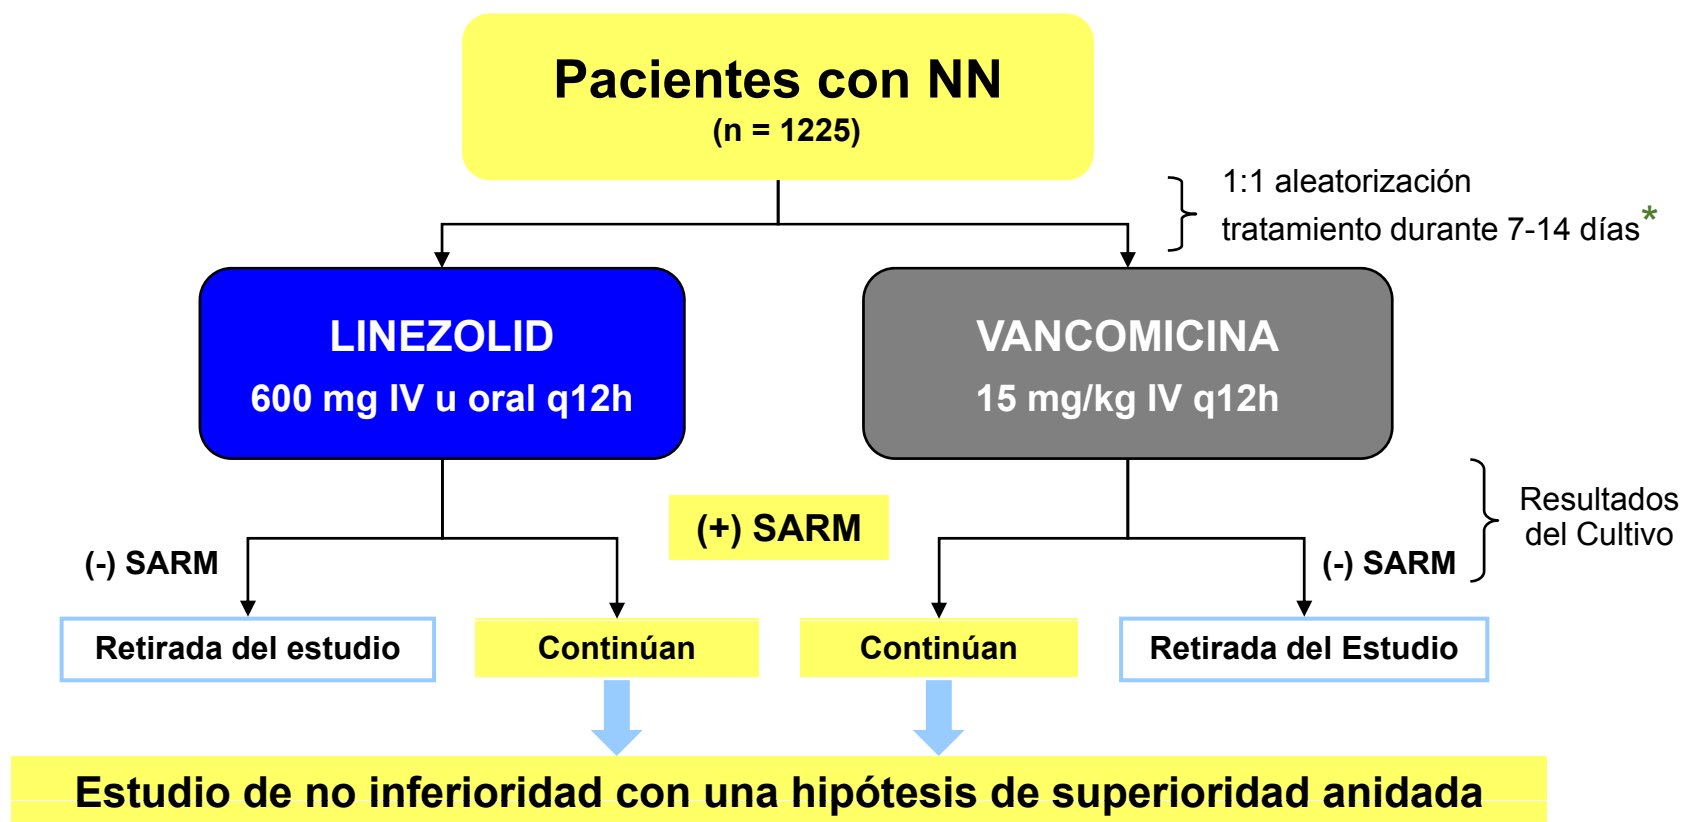 Pacientes con NN
(n = 1225)
1:1 aleatorización
tratamiento durante 7-14 días*
LINEZOLID
600 mg IV u oral q12h
VANCOMICINA
15 mg/kg IV q12h
Resultados
del Cultivo
(+) SARM
(-) SARM
(-) SARM
Retirada del estudio
Continúan
Continúan
Retirada del Estudio
Estudio de no inferioridad con una hipótesis de superioridad anidada